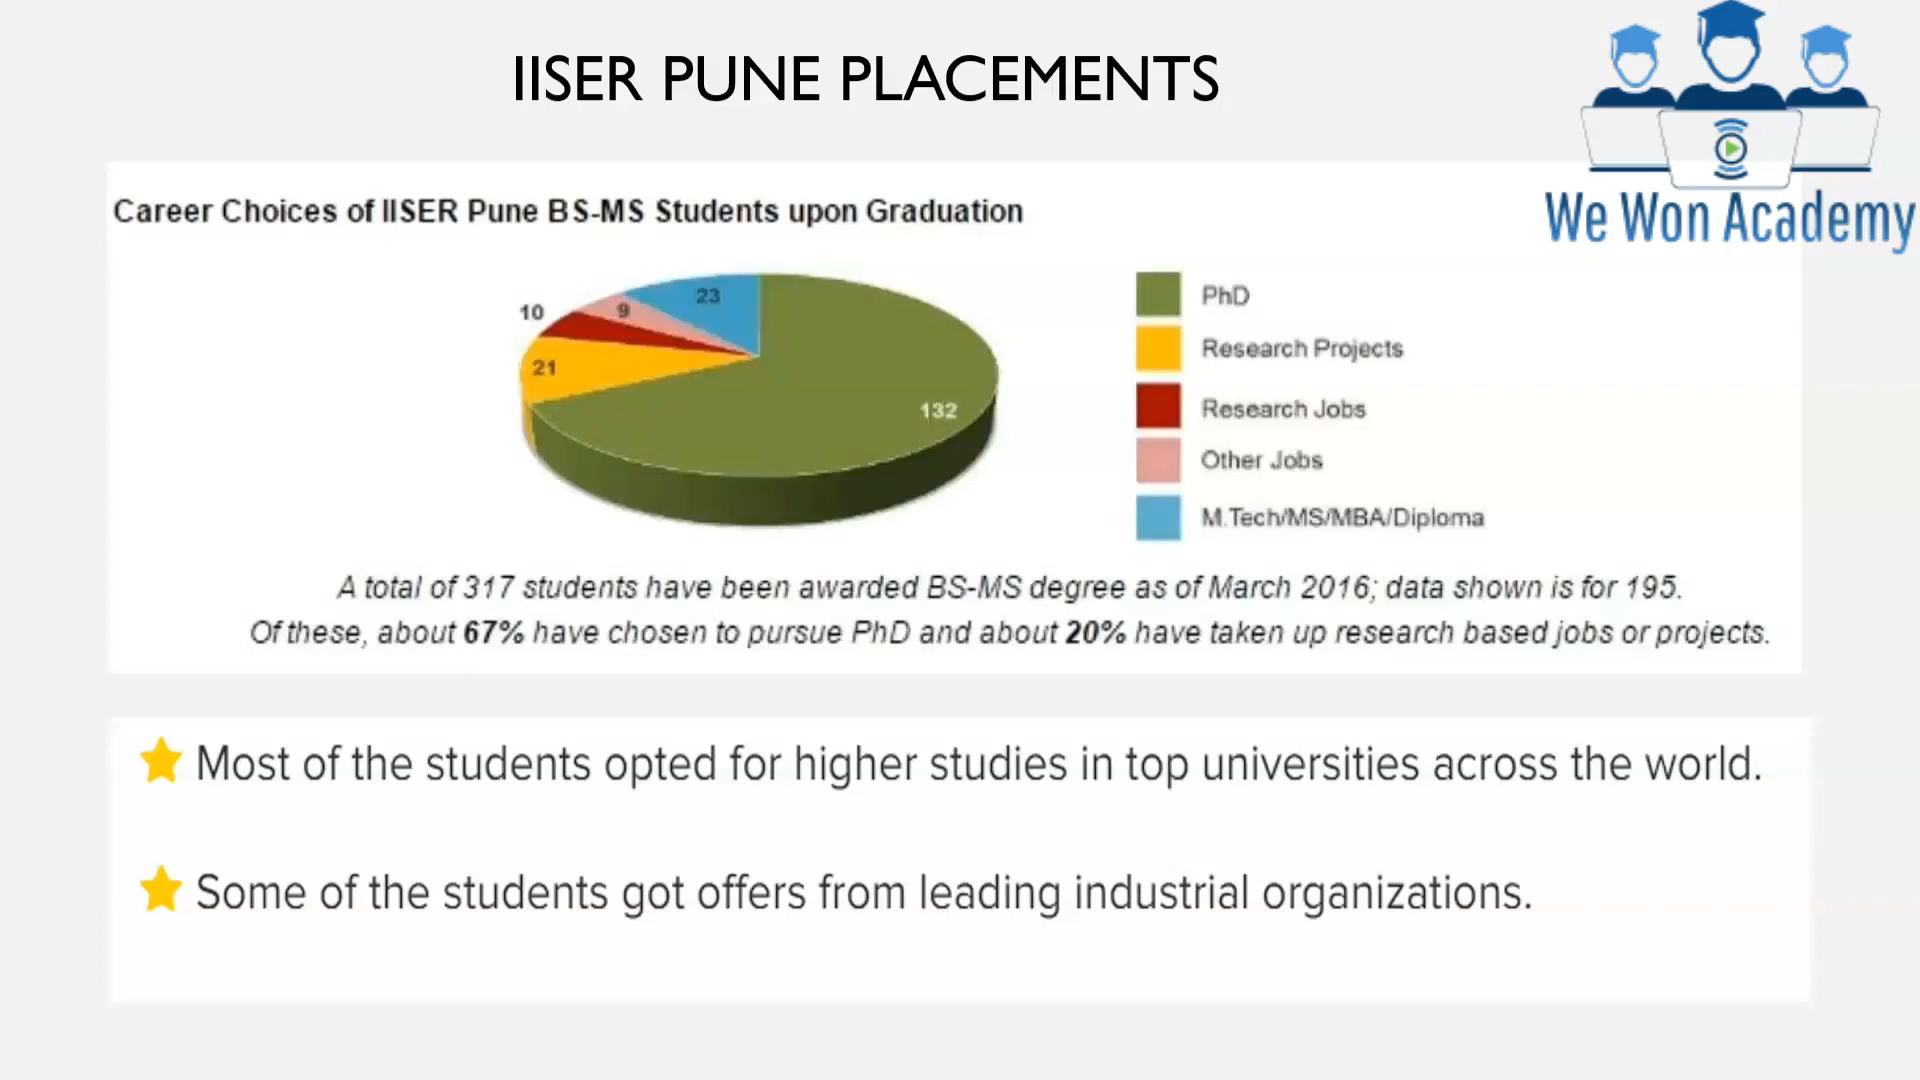 IISER PUNE PLACEMENTS
We Won Academy
Career Choices of IISER Pune BS-MS Students upon Graduation
23
10
9
21
132
PhD
Research Projects
Research Jobs
Other Jobs
M.Tech/MS/MBA/Diploma
A total of 317 students have been awarded BS-MS degree as of March 2016; data shown is for 195.
Of these, about 67% have chosen to pursue PhD and about 20% have taken up research based jobs or projects.
Most of the students opted for higher studies in top universities across the world.
Some of the students got offers from leading industrial organizations.